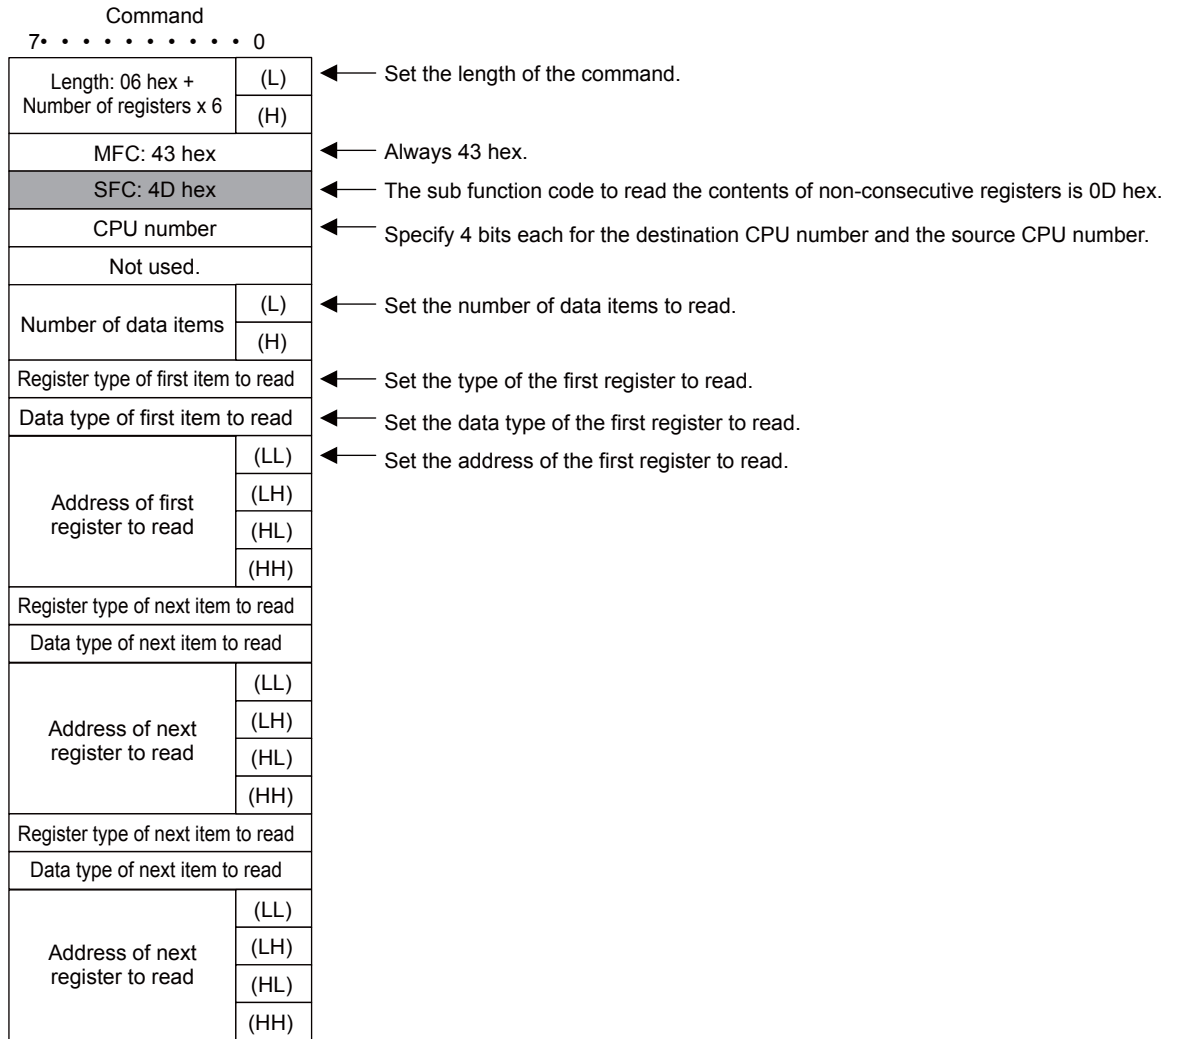 Command
7• • • • • • • • • • • 0
Length: 06 hex +
Number of registers x 6
(L)
Set the length of the command.
(H)
MFC: 43 hex
Always 43 hex.
SFC: 4D hex
The sub function code to read the contents of non-consecutive registers is 0D hex.
CPU number
Specify 4 bits each for the destination CPU number and the source CPU number.
Not used.
Number of data items
(L)
Set the number of data items to read.
(H)
Register type of first item to read
Set the type of the first register to read.
Data type of first item to read
Set the data type of the first register to read.
Address of first
register to read
(LL)
Set the address of the first register to read.
(LH)
(HL)
(HH)
Register type of next item to read
Data type of next item to read
Address of next
register to read
(LL)
(LH)
(HL)
(HH)
Register type of next item to read
Data type of next item to read
Address of next
register to read
(LL)
(LH)
(HL)
(HH)